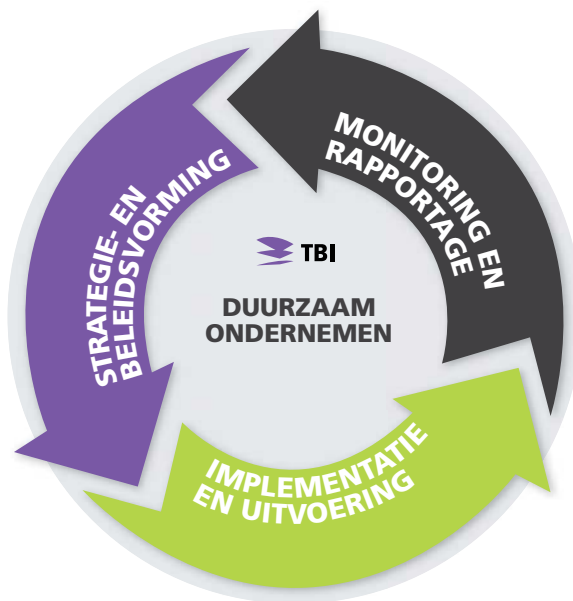 STRATEGIE- EN
BELEIDSVORMING
MONITORING EN
RAPPORTAGE
TBI
DUURZAAM
ONDERNEMEN
IMPLEMENTATIE
EN UITVOERING